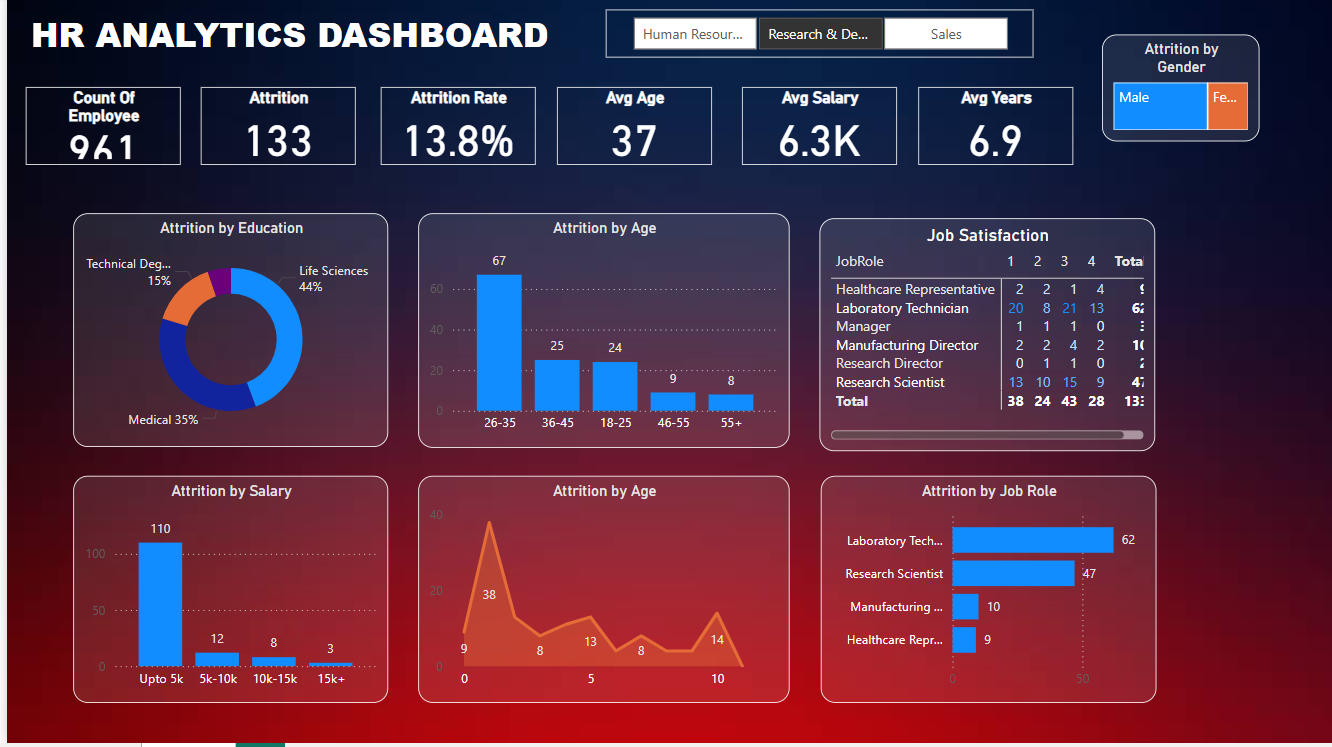 HR ANALYTICS DASHBOARD
Human Resour...
Research & De...
Sales
Attrition by
Gender
Male
Fe...
Count Of
Employee
961
Attrition
133
Attrition Rate
13.8%
Avg Age
37
Avg Salary
6.3K
Avg Years
6.9
Attrition by Education
Technical Deg...
15%
Life Sciences
44%
Medical 35%
Attrition by Age
67
60
25
24
40
20
9
8
0
26-35 36-45 18-25 46-55 55+
Job Satisfaction
JobRole 1 2 3 4 Total
Healthcare Representative 2 2 1 4 9
Laboratory Technician 20 8 21 13 62
Manager 1 1 1 0 3
Manufacturing Director 2 2 4 2 10
Research Director 0 1 1 0 2
Research Scientist 13 10 15 9 47
Total 38 24 43 28 133
Attrition by Salary
110
100
50
12
8
3
0
Upto 5k 5k-10k 10k-15k 15k+
Attrition by Age
40
20
38
9
8
13
8
14
0
0 5 10
Attrition by Job Role
Laboratory Tech... 62
Research Scientist 47
Manufacturing ... 10
Healthcare Repr... 9
0 50